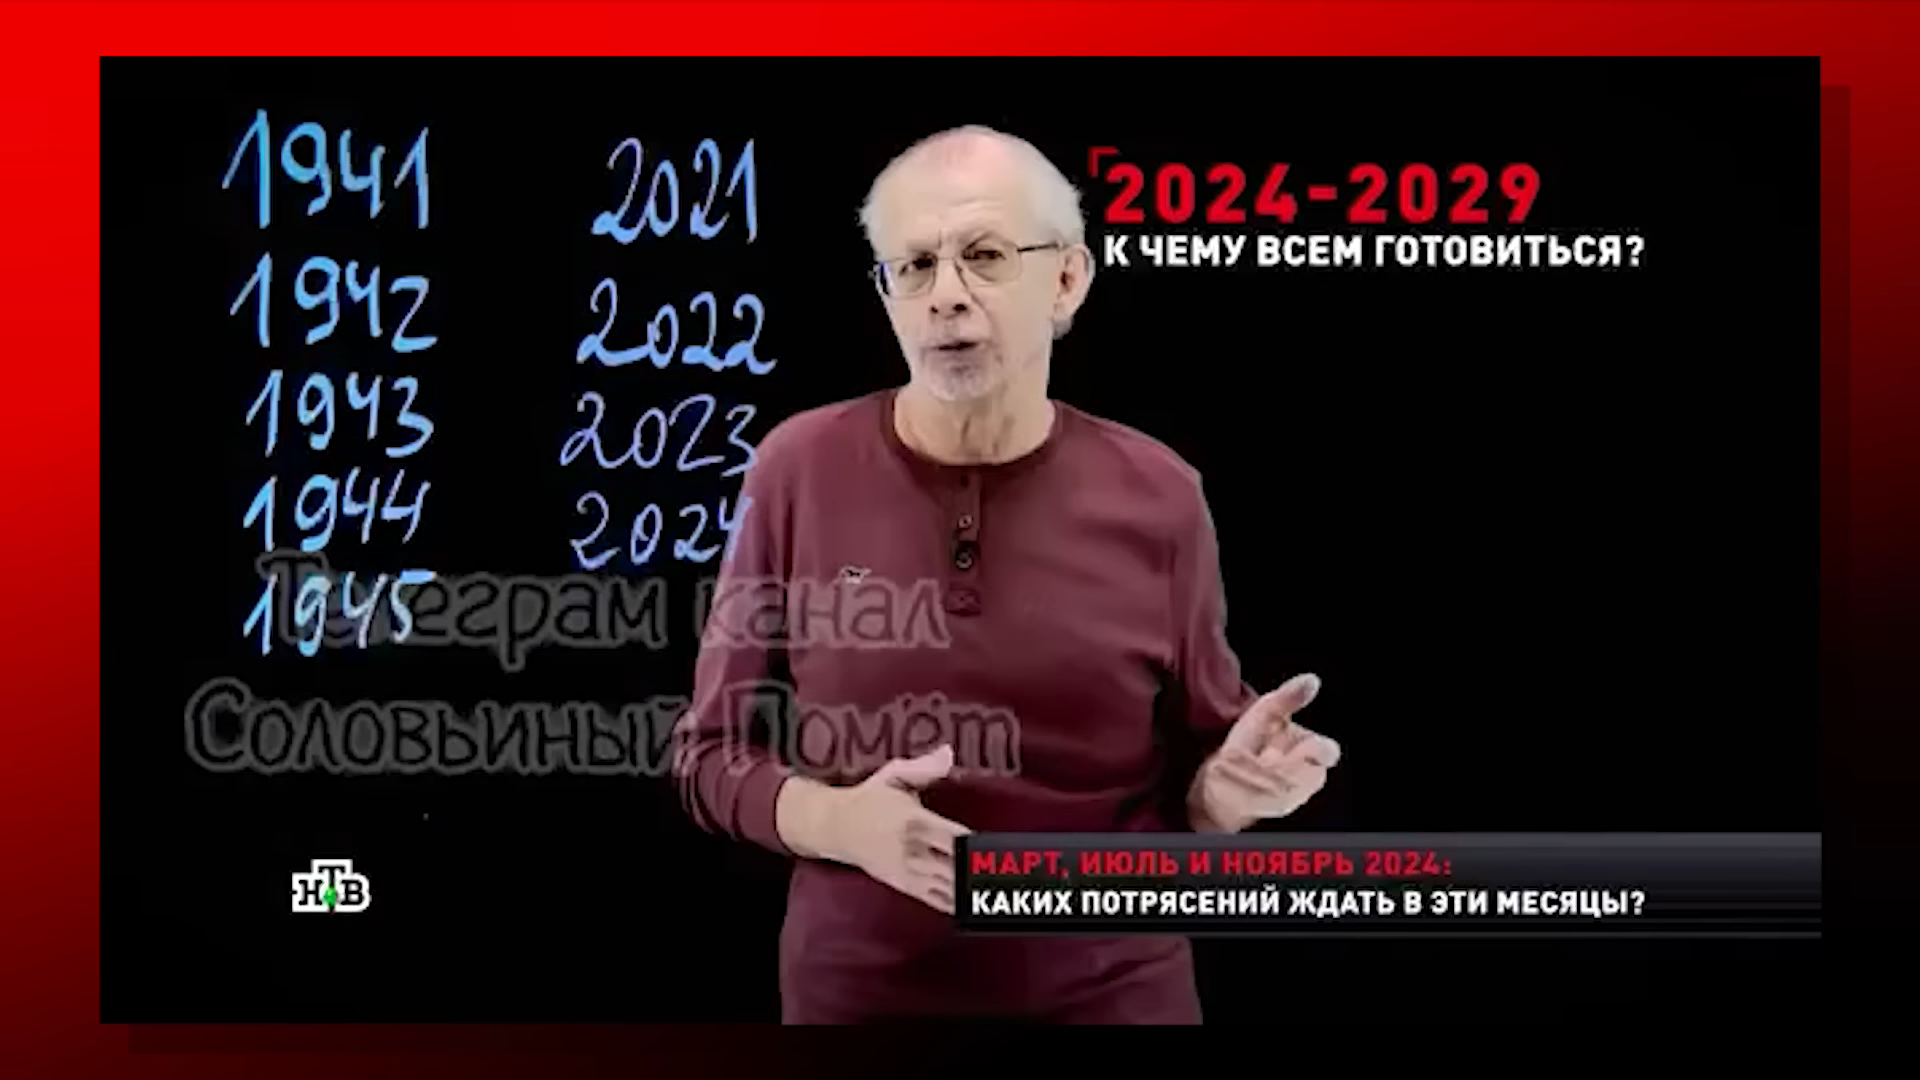 1941 2021
1942 2022
1943 2023
1944 2024
1945
2024-2029
К ЧЕМУ ВСЕМ ГОТОВИТЬСЯ?
Телеграм канал
Соловьиный Помёт
НТВ
МАРТ, ИЮЛЬ И НОЯБРЬ 2024:
КАКИХ ПОТРЯСЕНИЙ ЖДАТЬ В ЭТИ МЕСЯЦЫ?